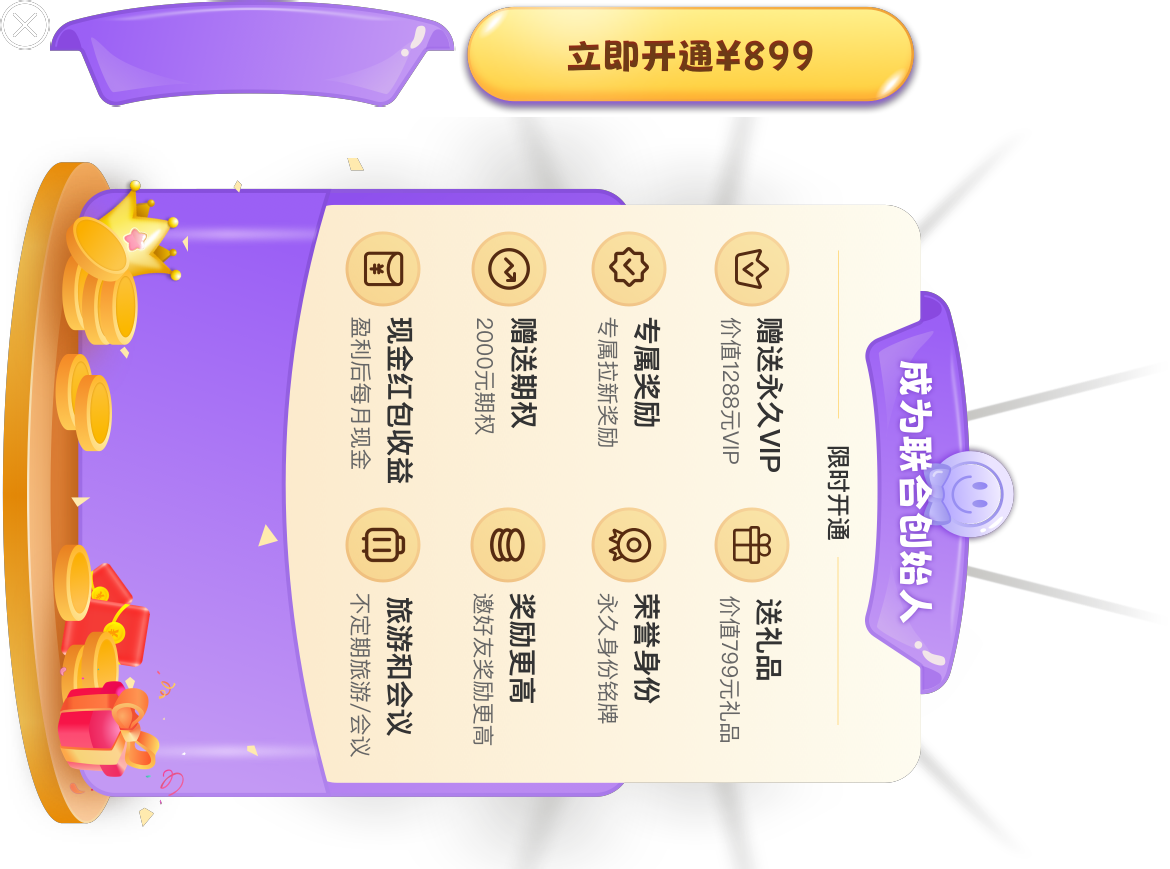 立即开通¥899
成为联合创始人
限时开通
赠送永久VIP
价值1288元VIP
送礼品
价值799元礼品
专属奖励
专属拉新奖励
荣誉身份
永久身份铭牌
赠送期权
2000元期权
奖励更高
邀好友奖励更高
现金红包收益
盈利后每月现金
旅游和会议
不定期旅游/会议